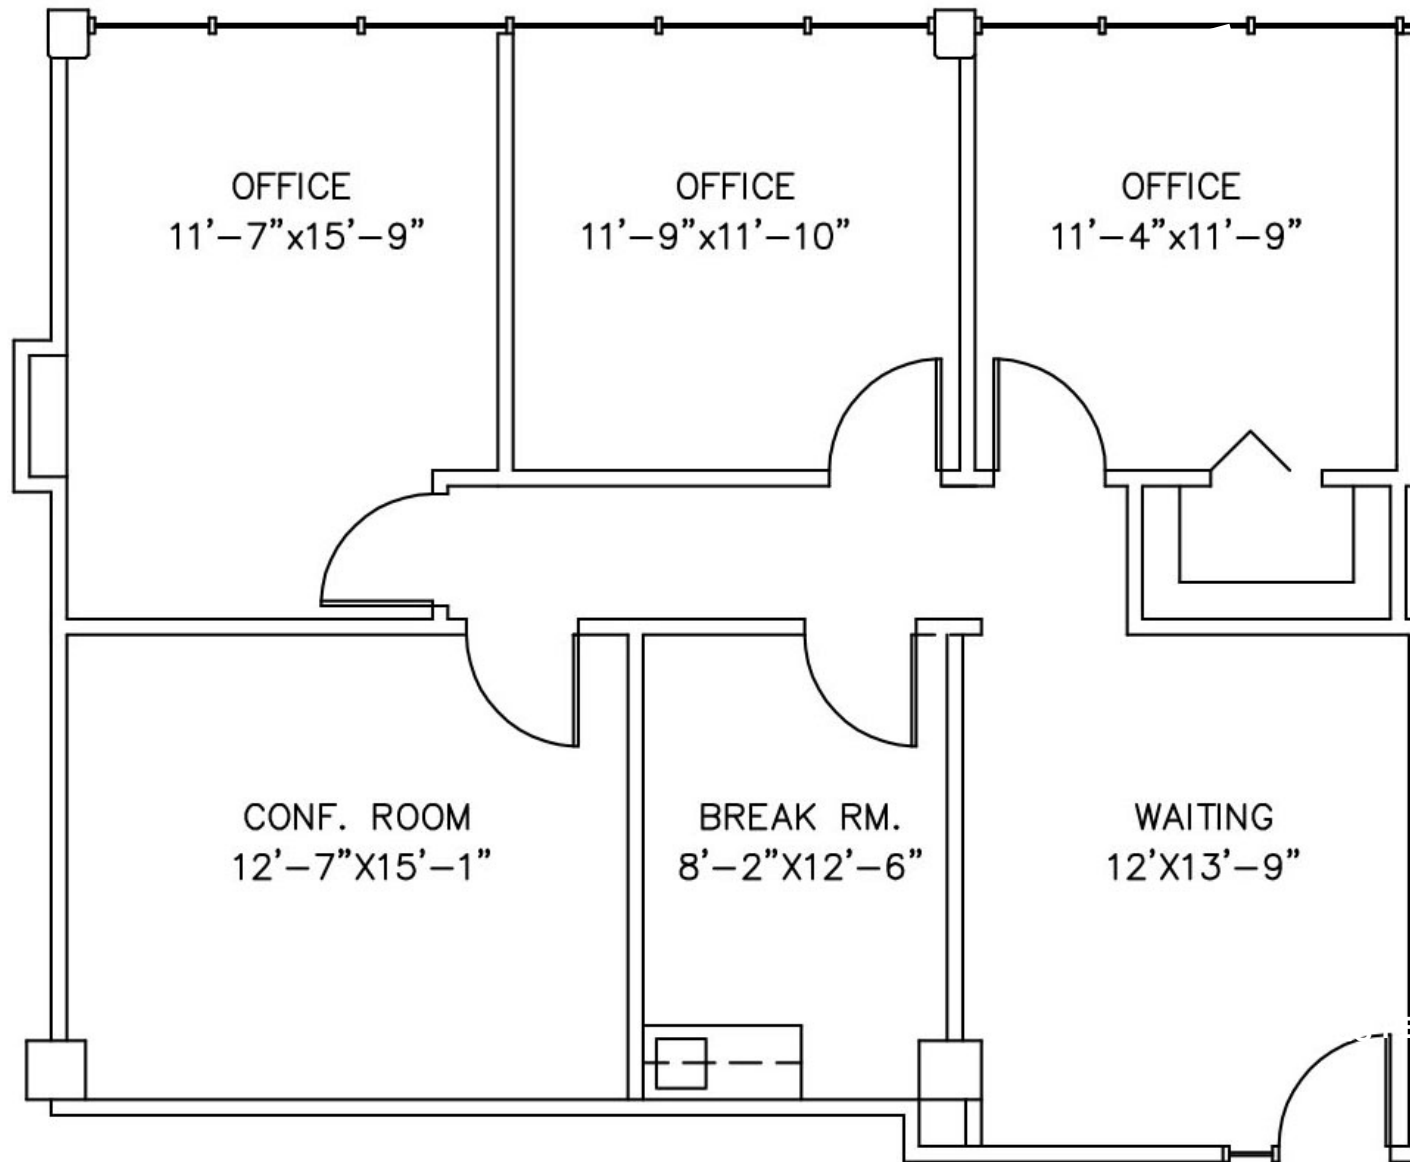 OFFICE
11'-7"x15'-9"
OFFICE
11'-9"x11'-10"
OFFICE
11'-4"x11'-9"
CONF. ROOM
12'-7"X15'-1"
BREAK RM.
8'-2"X12'-6"
WAITING
12'X13'-9"